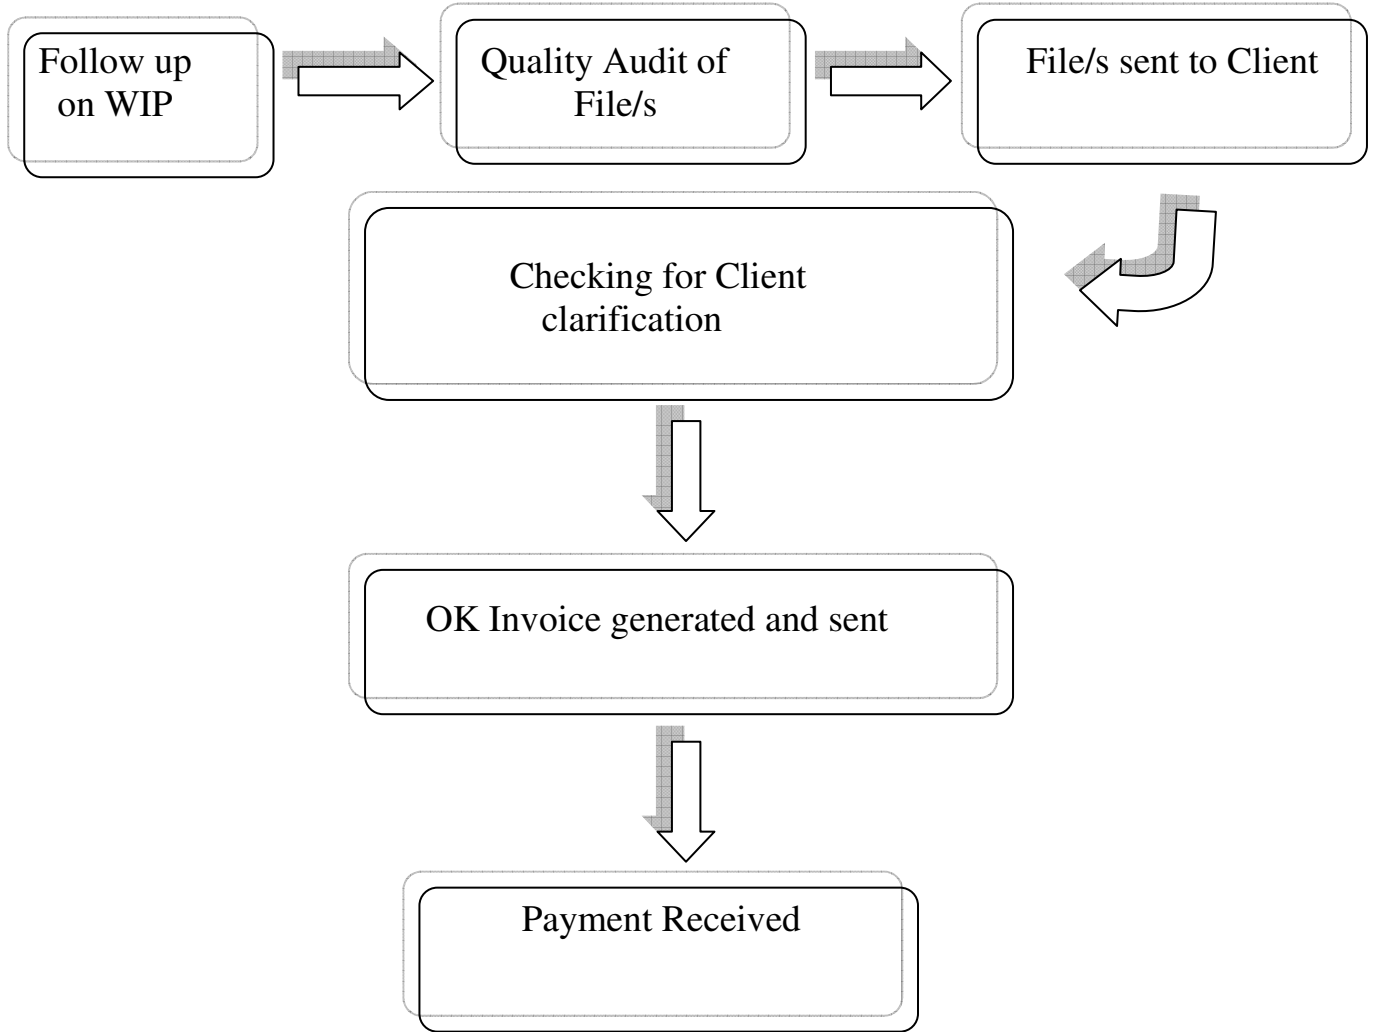 Follow up
on WIP
Quality Audit of
File/s
File/s sent to Client
Checking for Client
clarification
OK Invoice generated and sent
Payment Received